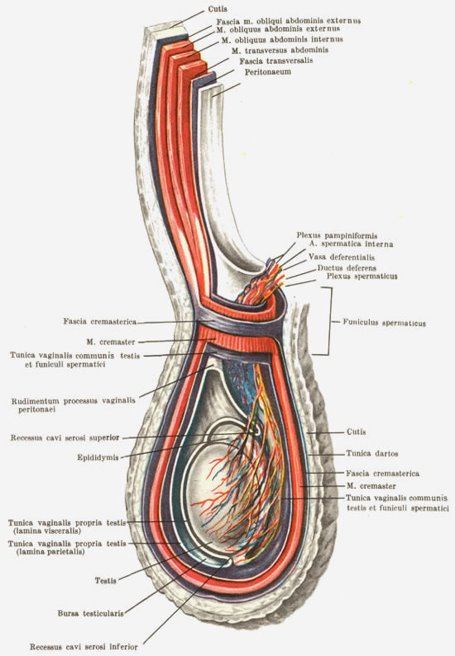 Cutis
Fascia m. obliqui abdominis externus
M. obliquus abdominis externus
M. obliquus abdominis internus
M. transversus abdominis
Fascia transversalis
Peritonaeum
Plexus pampiniformis
A. spermatica interna
Vasa deferentialis
Ductus deferens
Plexus spermaticus
Funiculus spermaticus
Fascia cremasterica
M. cremaster
Tunica vaginalis communis testis
et funiculi spermatici
Rudimentum processus vaginalis
peritonaei
Recessus cavi serosi superior
Epididymis
Cutis
Tunica dartos
Fascia cremasterica
M. cremaster
Tunica vaginalis communis
testis et funiculi spermatici
Tunica vaginalis propria testis
(lamina visceralis)
Tunica vaginalis propria testis
(lamina parietalis)
Testis
Bursa testicularis
Recessus cavi serosi inferior